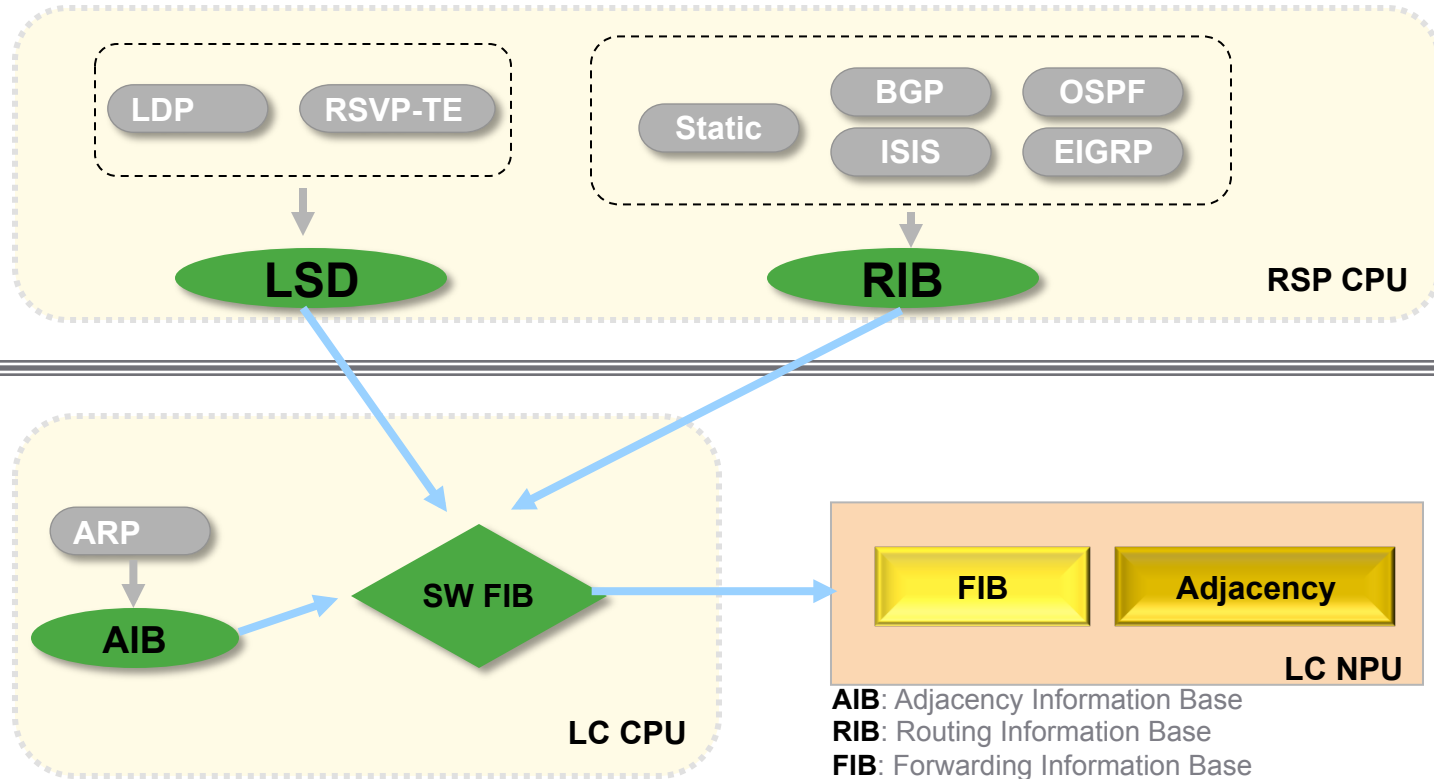 LDP
RSVP-TE
Static
BGP
OSPF
ISIS
EIGRP
LSD
RIB
RSP CPU
ARP
AIB
SW FIB
LC CPU
FIB
Adjacency
LC NPU
AIB: Adjacency Information Base
RIB: Routing Information Base
FIB: Forwarding Information Base